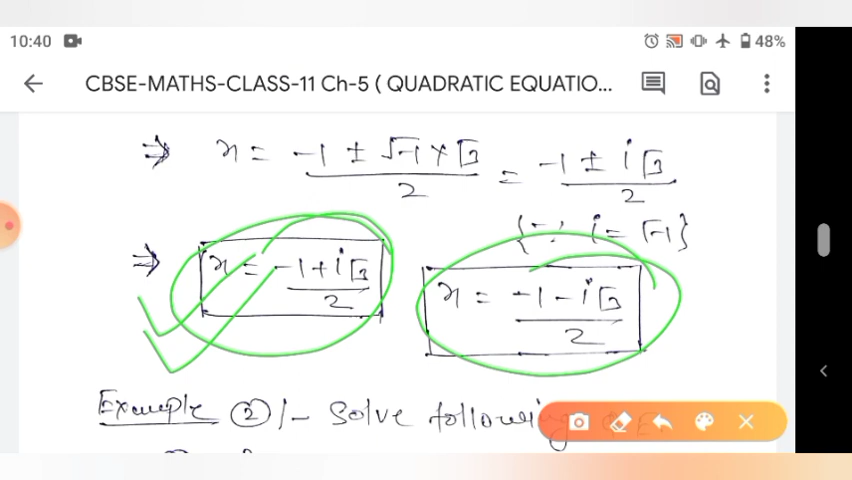 10:40 48%
CBSE-MATHS-CLASS-11 Ch-5 ( QUADRATIC EQUATIO...
⇒ x = -1 ± √-1 × √3 / 2 = -1 ± i√3 / 2
{∵ i = √-1}
⇒ x = -1 + i√3 / 2 x = -1 - i√3 / 2
Example ② :- Solve following